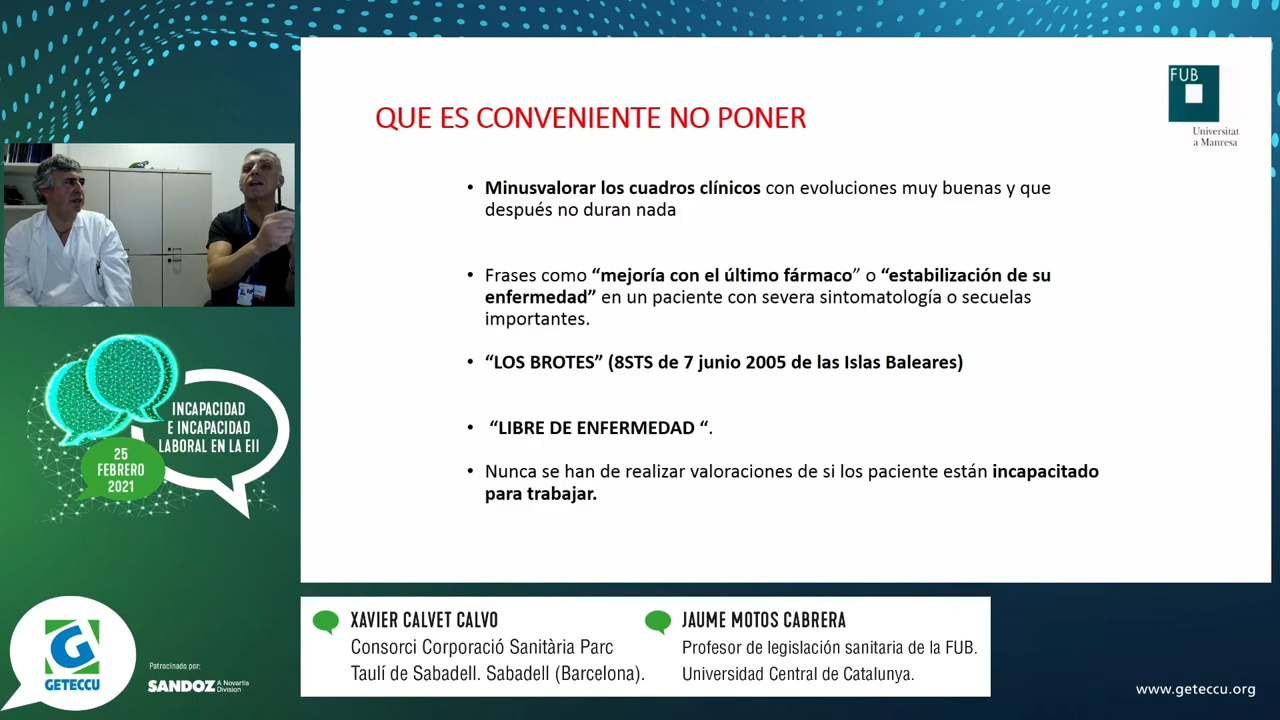 QUE ES CONVENIENTE NO PONER
FUB
Universitat
a Manresa
• Minusvalorar los cuadros clínicos con evoluciones muy buenas y que
después no duran nada
• Frases como “mejoría con el último fármaco” o “estabilización de su
enfermedad” en un paciente con severa sintomatología o secuelas
importantes.
• “LOS BROTES” (8STS de 7 junio 2005 de las Islas Baleares)
• “LIBRE DE ENFERMEDAD “.
• Nunca se han de realizar valoraciones de si los paciente están incapacitado
para trabajar.
INCAPACIDAD
E INCAPACIDAD
LABORAL EN LA EII
25
FEBRERO
2021
G
GETECCU
Patrocinado por:
SANDOZ A Novartis
Division
XAVIER CALVET CALVO
Consorci Corporació Sanitària Parc
Taulí de Sabadell. Sabadell (Barcelona).
JAUME MOTOS CABRERA
Profesor de legislación sanitaria de la FUB.
Universidad Central de Catalunya.
www.geteccu.org